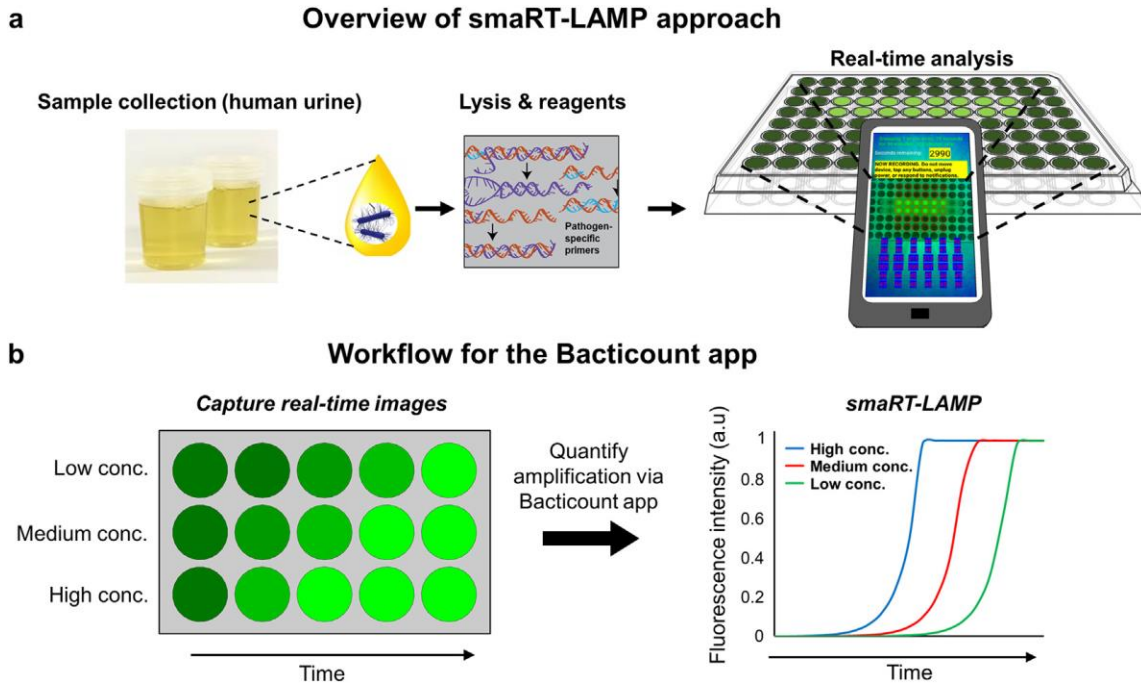 a
Overview of smaRT-LAMP approach
Sample collection (human urine)
Lysis & reagents
Pathogen-
specific
primers
Real-time analysis
2990
NOW RECORDING. Do not move
device, tap any buttons, unplug
power, or respond to notifications.
b
Workflow for the Bacticount app
Capture real-time images
Low conc.
Medium conc.
High conc.
Time
Quantify
amplification via
Bacticount app
smaRT-LAMP
Fluorescence intensity (a.u)
1
0.8
0.6
0.4
0.2
0
High conc.
Medium conc.
Low conc.
Time